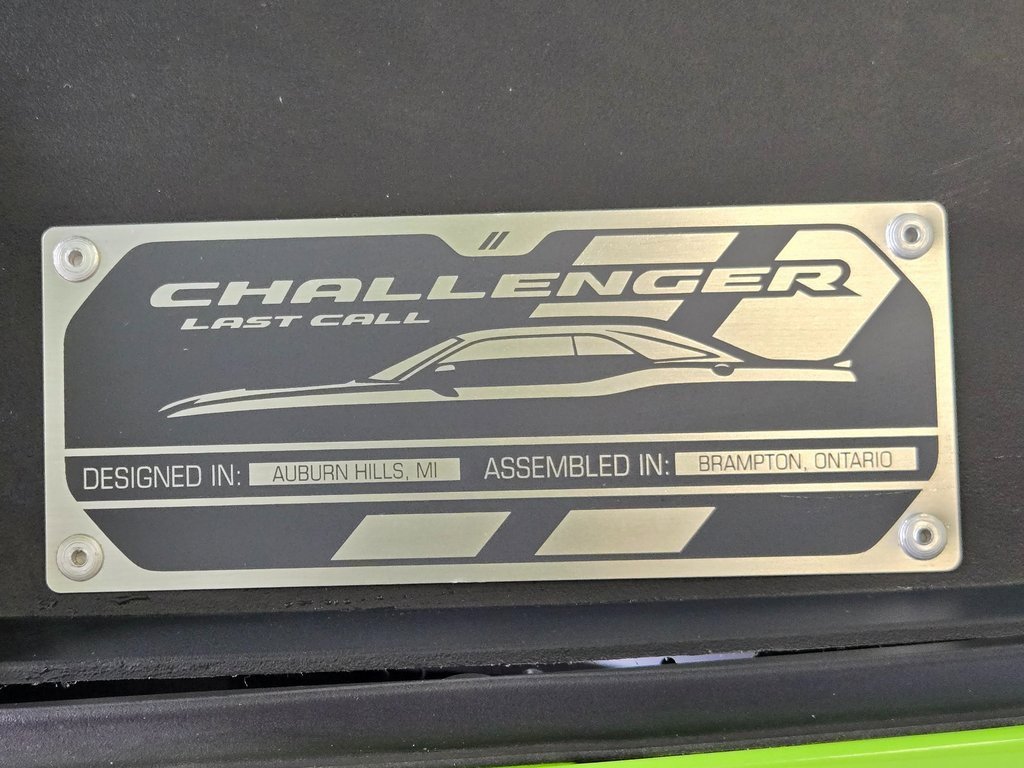 CHALLENGER
LAST CALL
DESIGNED IN: AUBURN HILLS, MI ASSEMBLED IN: BRAMPTON, ONTARIO